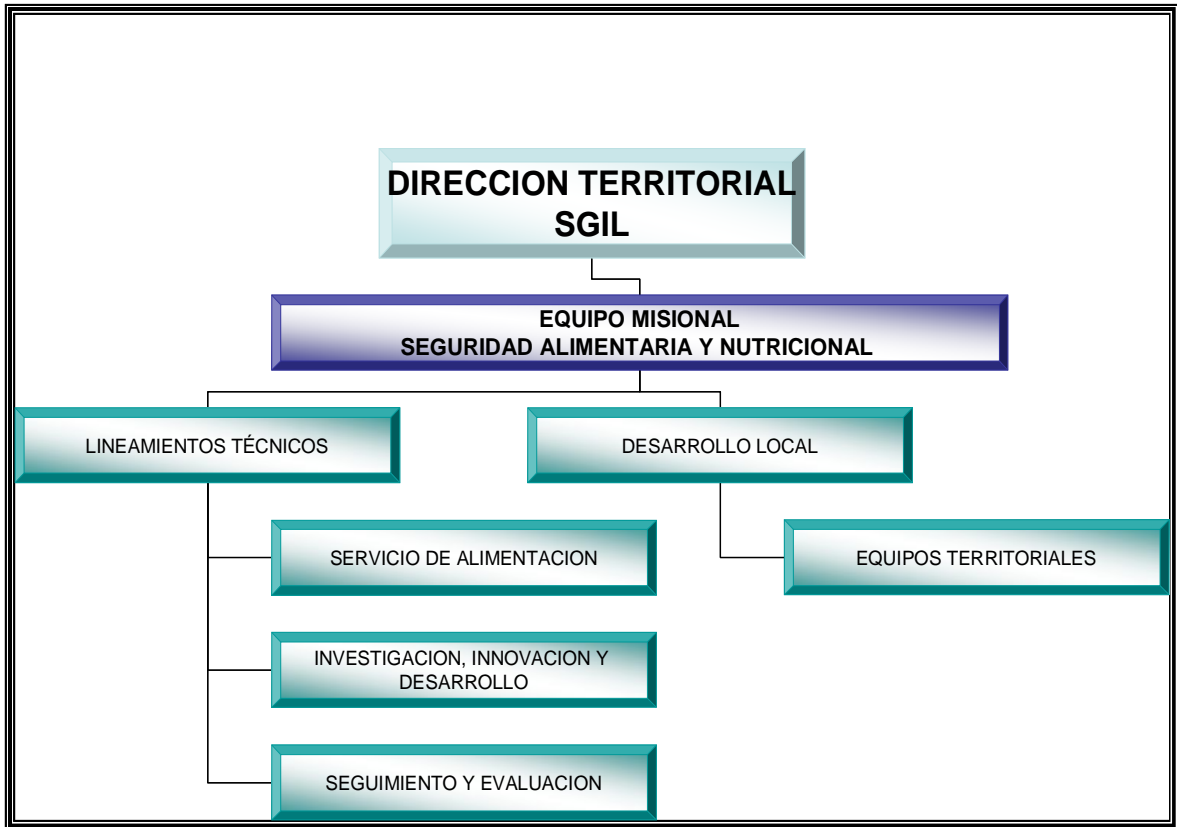 DIRECCION TERRITORIAL
SGIL
EQUIPO MISIONAL
SEGURIDAD ALIMENTARIA Y NUTRICIONAL
LINEAMIENTOS TÉCNICOS
DESARROLLO LOCAL
SERVICIO DE ALIMENTACION
EQUIPOS TERRITORIALES
INVESTIGACION, INNOVACION Y
DESARROLLO
SEGUIMIENTO Y EVALUACION